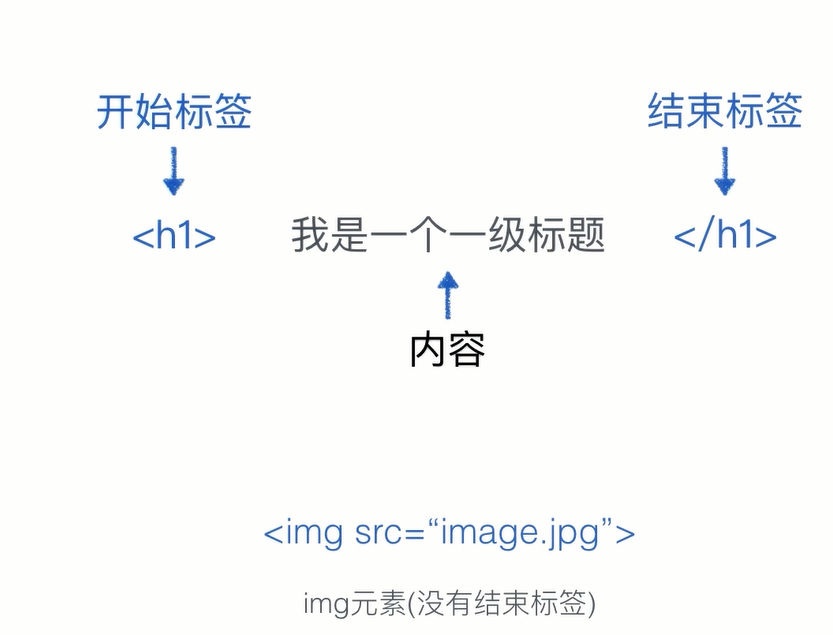 开始标签 结束标签
<h1> 我是一个一级标题 </h1>
内容
<img src=“image.jpg”>
img元素(没有结束标签)